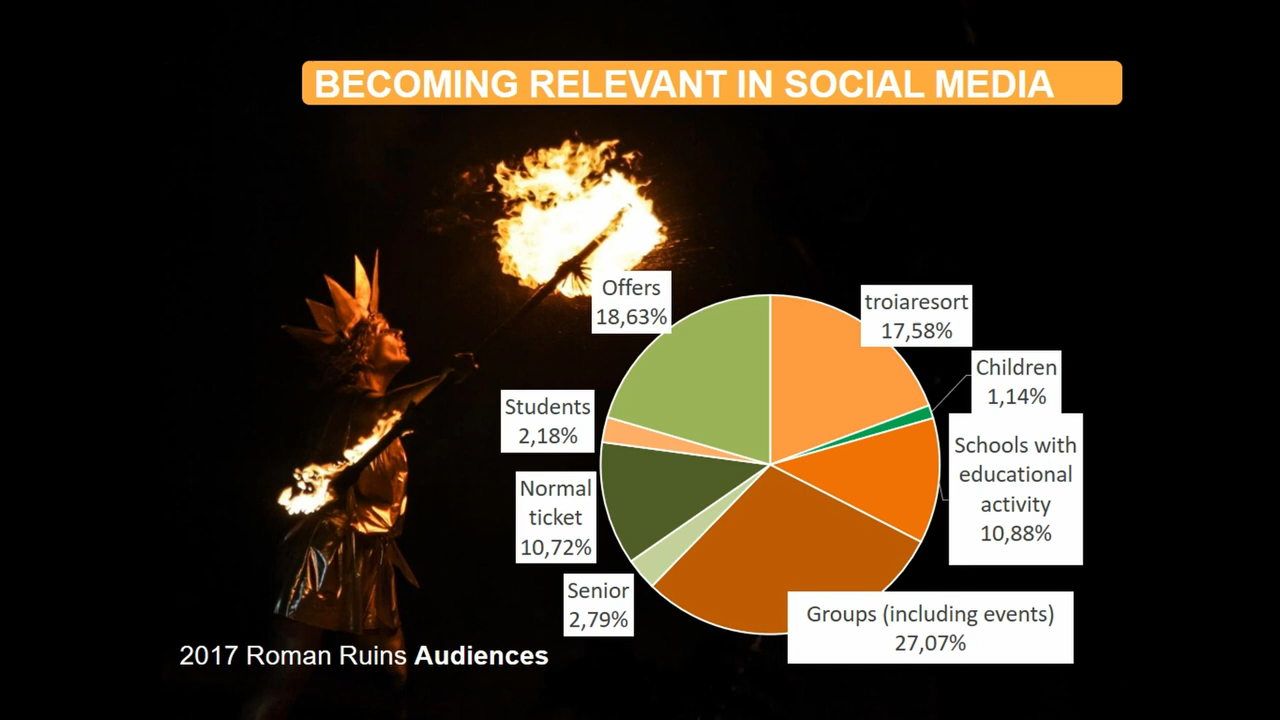 BECOMING RELEVANT IN SOCIAL MEDIA
Offers
18,63%
troiaresort
17,58%
Children
1,14%
Students
2,18%
Schools with
educational
activity
10,88%
Normal
ticket
10,72%
Senior
2,79%
Groups (including events)
27,07%
2017 Roman Ruins Audiences